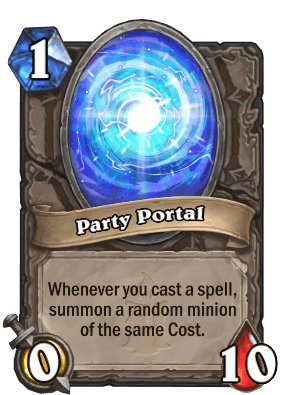 1
Party Portal
Whenever you cast a spell,
summon a random minion
of the same Cost.
0
10